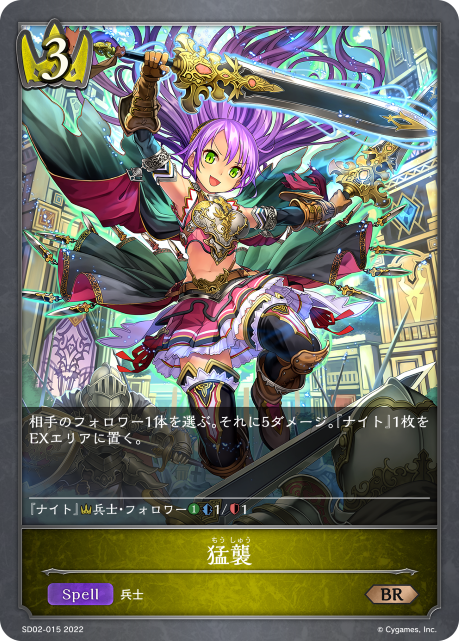 3
相手のフォロワー1体を選ぶ。それに5ダメージ。『ナイト』1枚を
EXエリアに置く。
『ナイト』兵士・フォロワー 1 1/1
もうしゅう
猛襲
Spell 兵士 BR
SD02-015 2022 © Cygames, Inc.